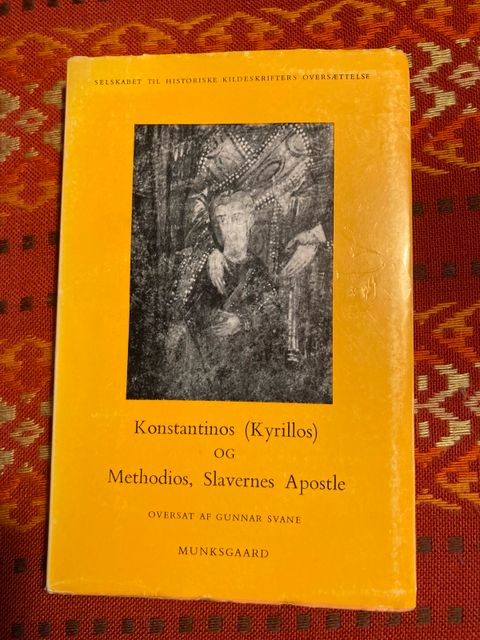 SELSKABET TIL HISTORISKE KILDESKRIFTERS OVERSÆTTELSE
Konstantinos (Kyrillos)
OG
Methodios, Slavernes Apostle
OVERSAT AF GUNNAR SVANE
MUNKSGAARD